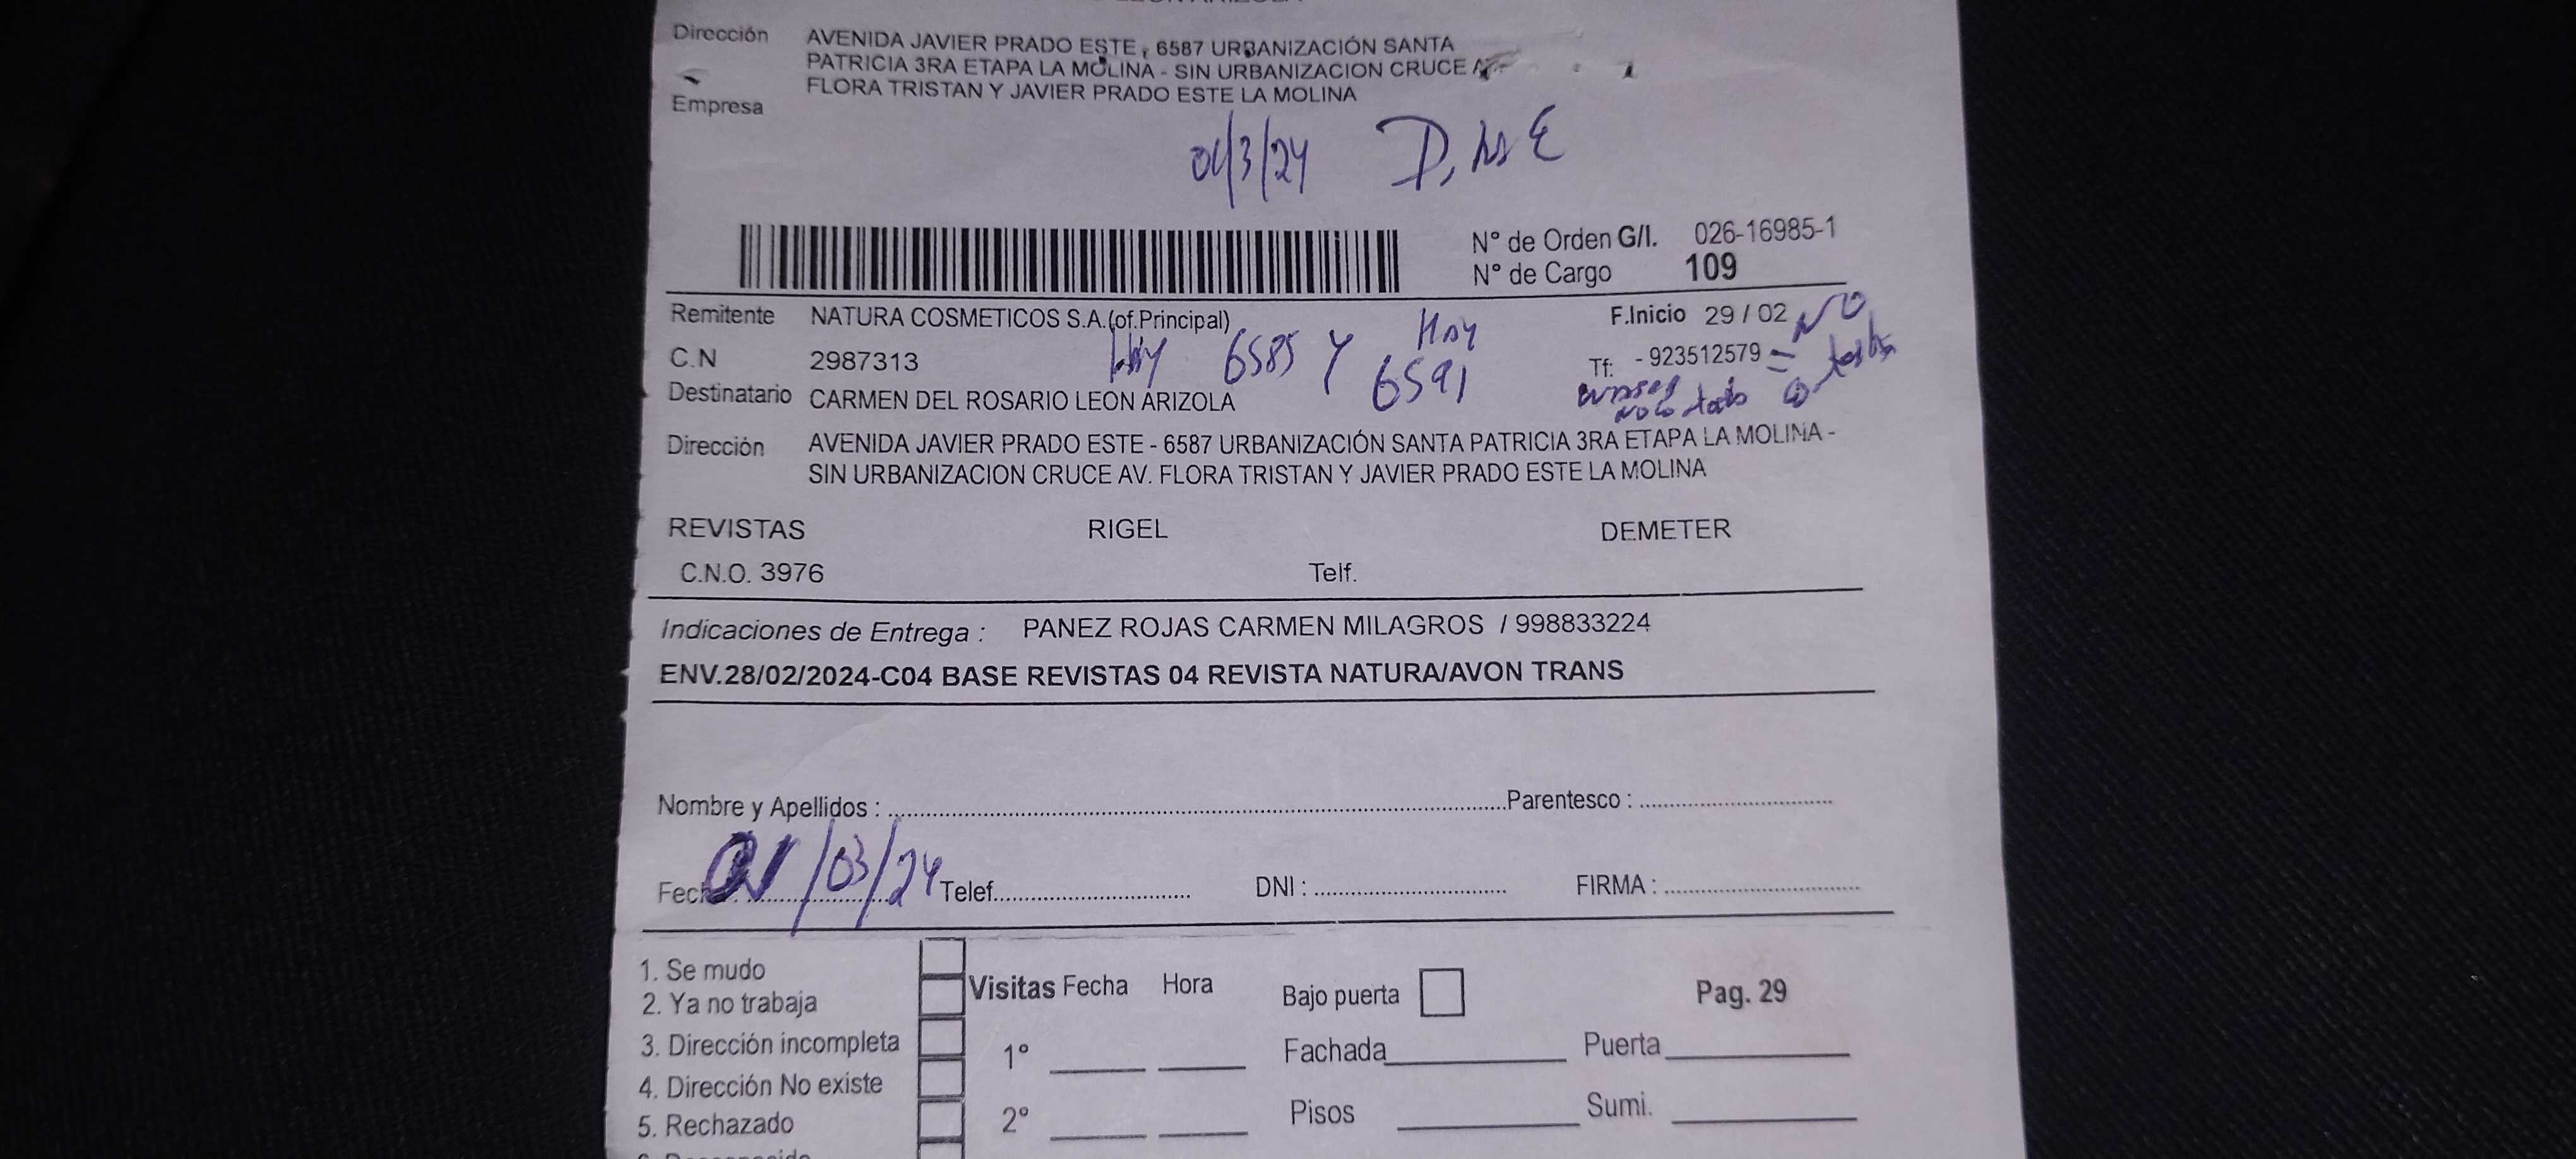 Dirección AVENIDA JAVIER PRADO ESTE , 6587 URBANIZACIÓN SANTA
PATRICIA 3RA ETAPA LA MOLINA - SIN URBANIZACION CRUCE
FLORA TRISTAN Y JAVIER PRADO ESTE LA MOLINA
Empresa
01/3/24 D, No E
N° de Orden G/I. 026-16985-1
N° de Cargo 109
Remitente NATURA COSMETICOS S.A.(of.Principal) F.Inicio 29 / 02 NO
C.N 2987313 Hay 6585 Y Hay 6591 Tf: - 923512579 =
Destinatario CARMEN DEL ROSARIO LEON ARIZOLA
Dirección AVENIDA JAVIER PRADO ESTE - 6587 URBANIZACIÓN SANTA PATRICIA 3RA ETAPA LA MOLINA -
SIN URBANIZACION CRUCE AV. FLORA TRISTAN Y JAVIER PRADO ESTE LA MOLINA
REVISTAS RIGEL DEMETER
C.N.O. 3976 Telf.
Indicaciones de Entrega : PANEZ ROJAS CARMEN MILAGROS / 998833224
ENV.28/02/2024-C04 BASE REVISTAS 04 REVISTA NATURA/AVON TRANS
Nombre y Apellidos : Parentesco :
01/03/24 Telef. DNI : FIRMA :
1. Se mudo
2. Ya no trabaja Visitas Fecha Hora Bajo puerta Pag. 29
3. Dirección incompleta 1° Fachada Puerta
4. Dirección No existe
5. Rechazado 2° Pisos Sumi.